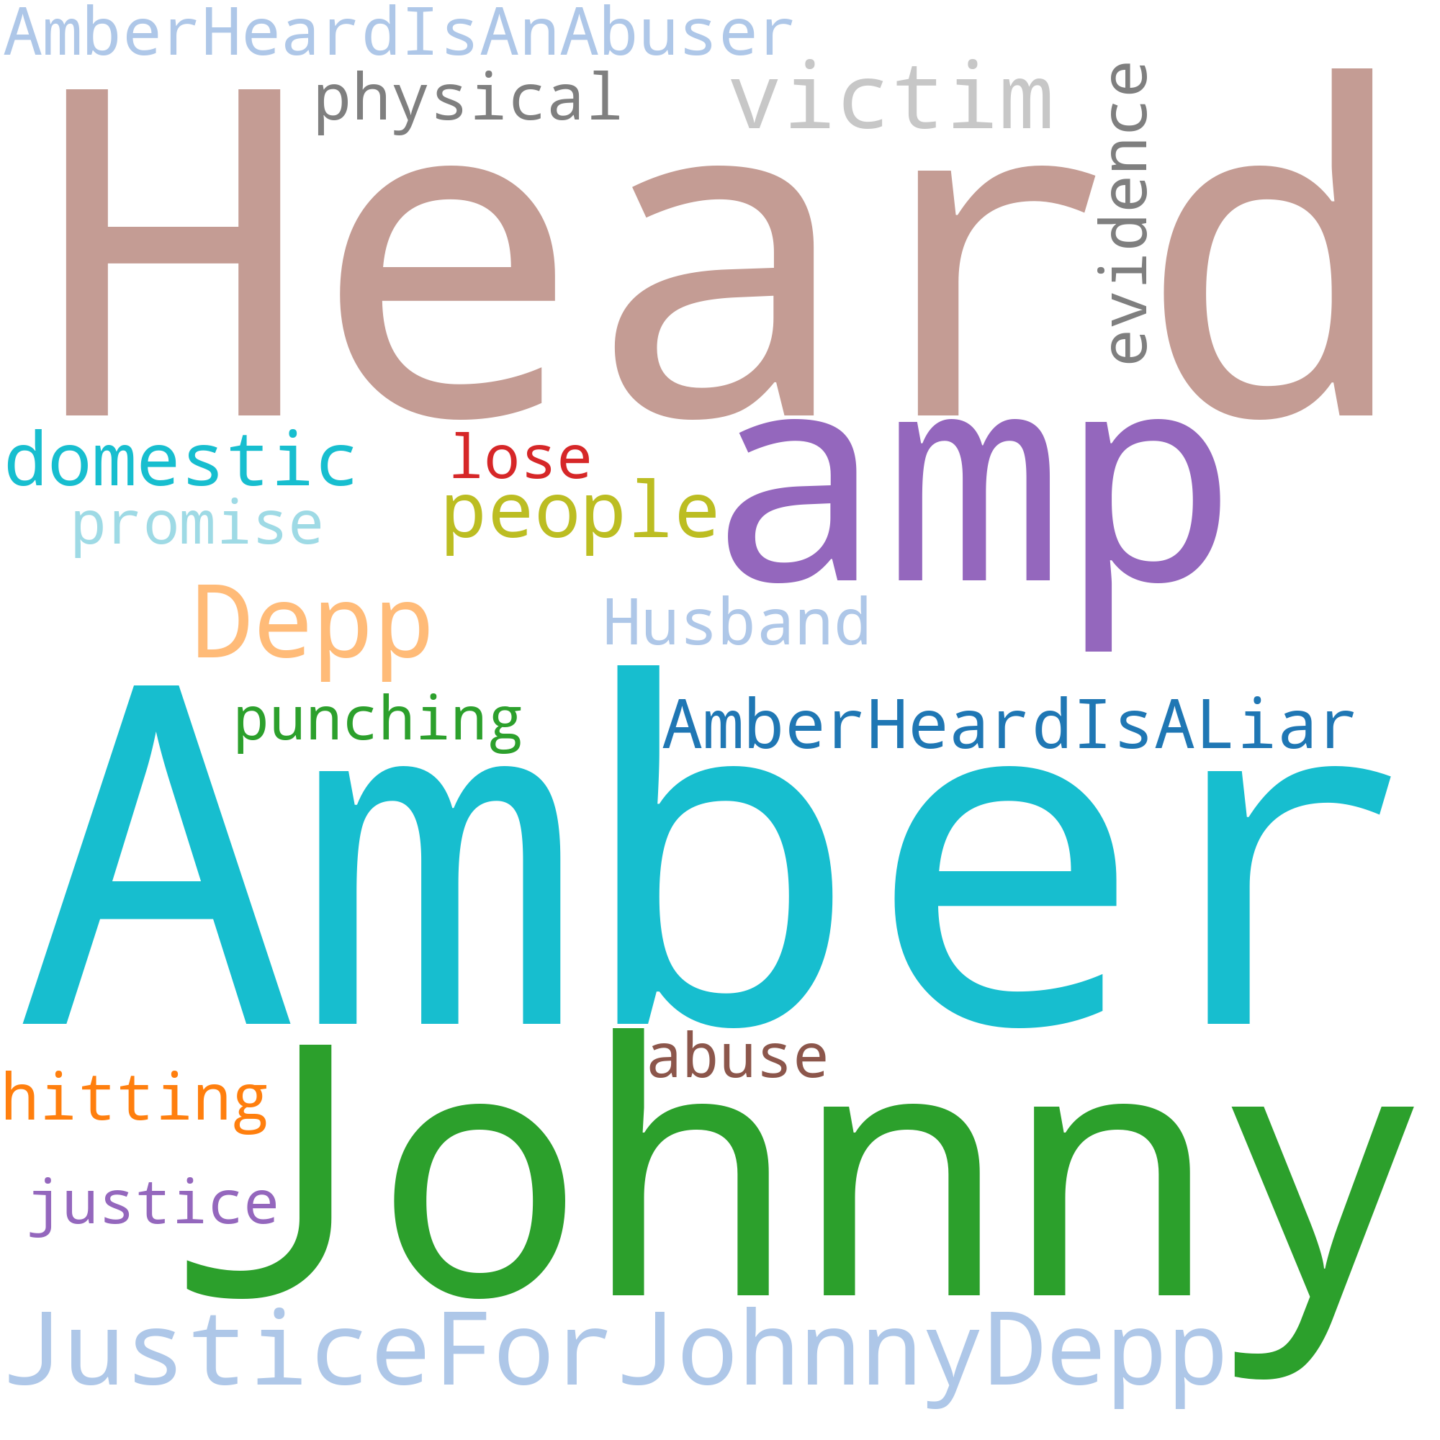 AmberHeardIsAnAbuser
physical
victim
evidence
Heard
domestic
lose
amp
promise
people
Depp
Husband
punching
AmberHeardIsALiar
Amber
abuse
hitting
Johnny
justice
JusticeForJohnnyDepp